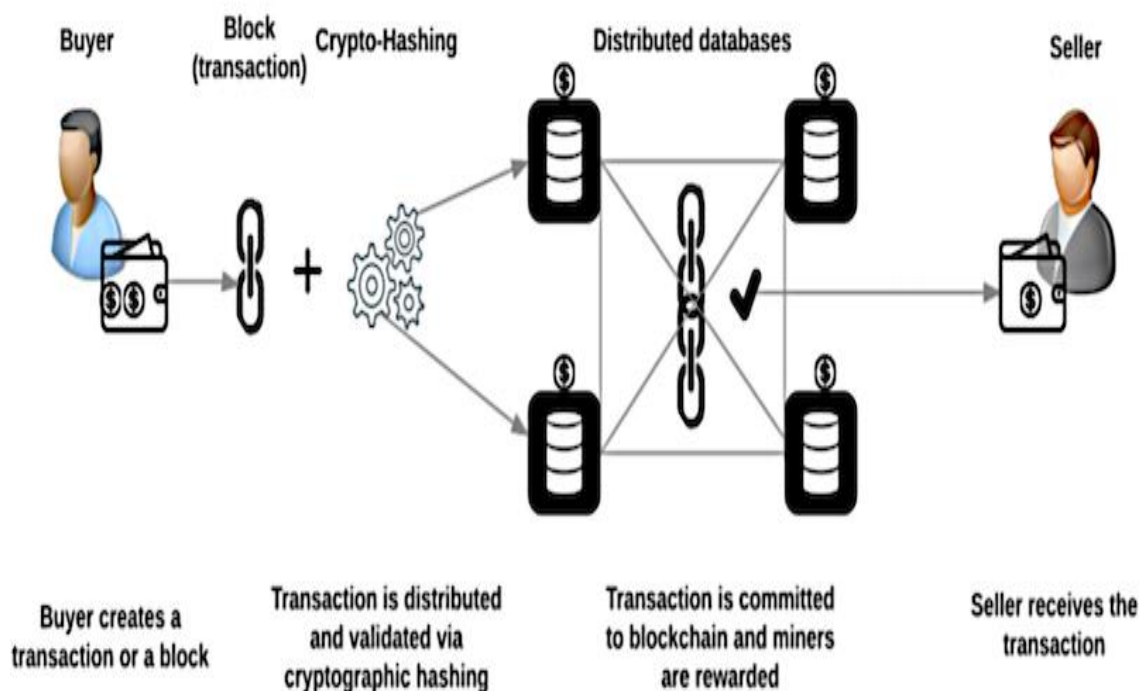 Buyer
Block
(transaction)
Crypto-Hashing
Distributed databases
Seller
$
$
$ $
$
$
$
Buyer creates a
transaction or a block
Transaction is distributed
and validated via
cryptographic hashing
Transaction is committed
to blockchain and miners
are rewarded
Seller receives the
transaction